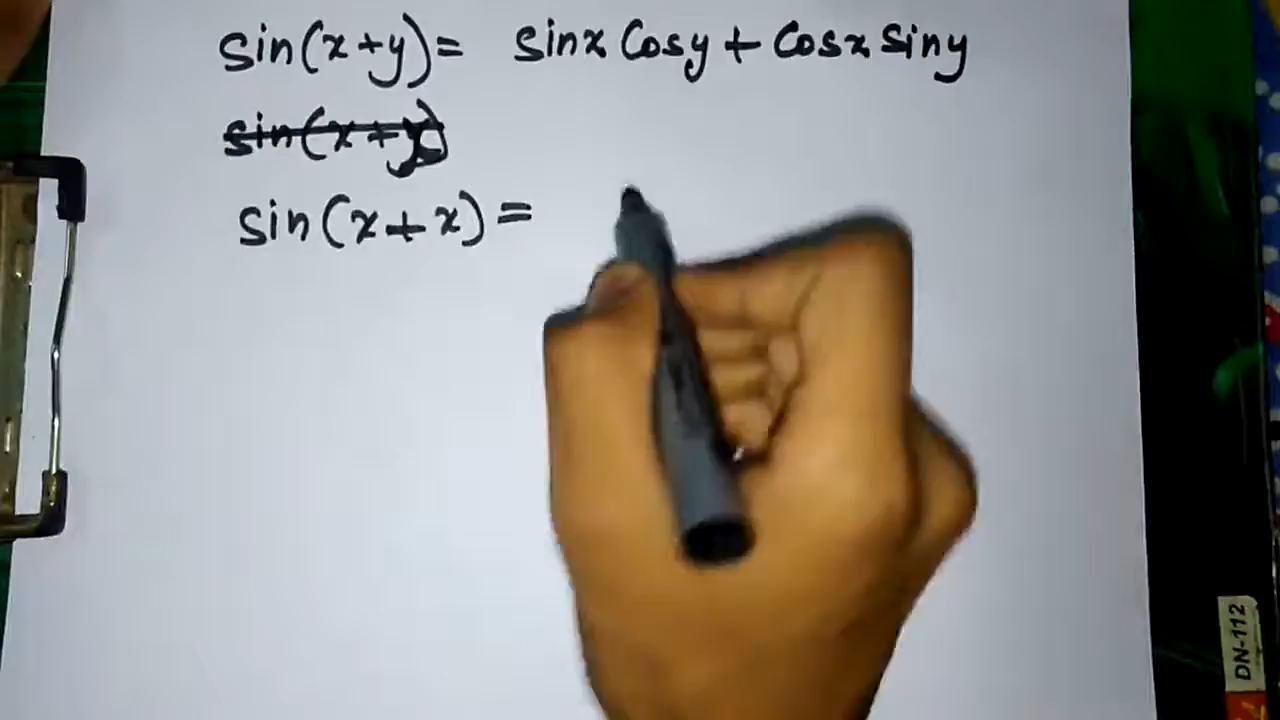 sin(x+y)= sinx cosy + cosx siny
sin(x+y)
sin(x+x)=
DN-112